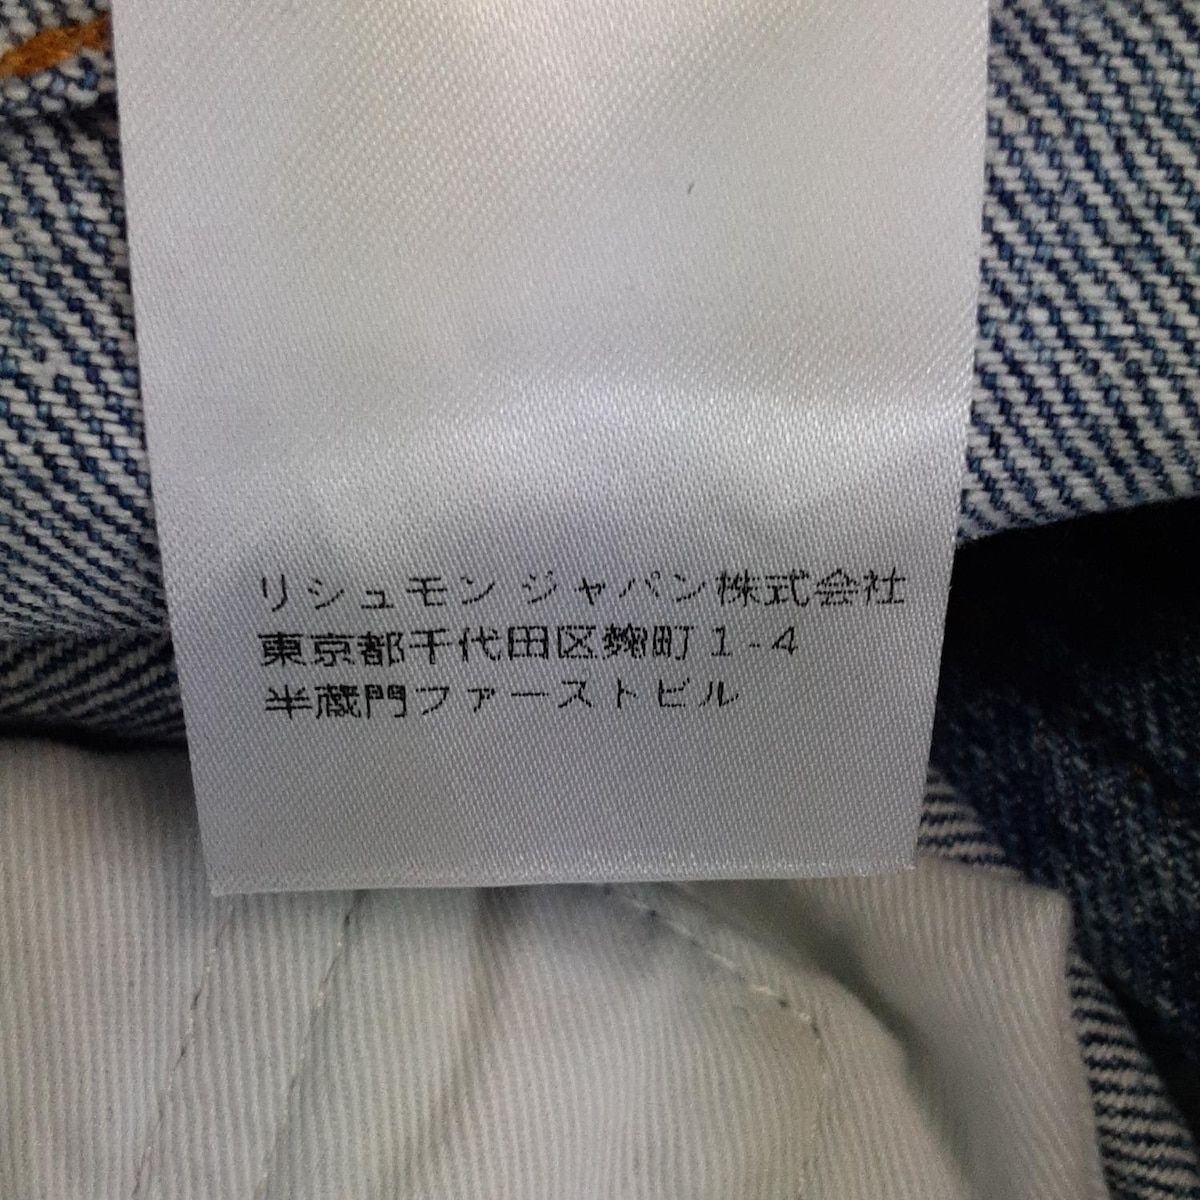 リシュモン ジャパン株式会社
東京都千代田区麹町1-4
半蔵門ファーストビル